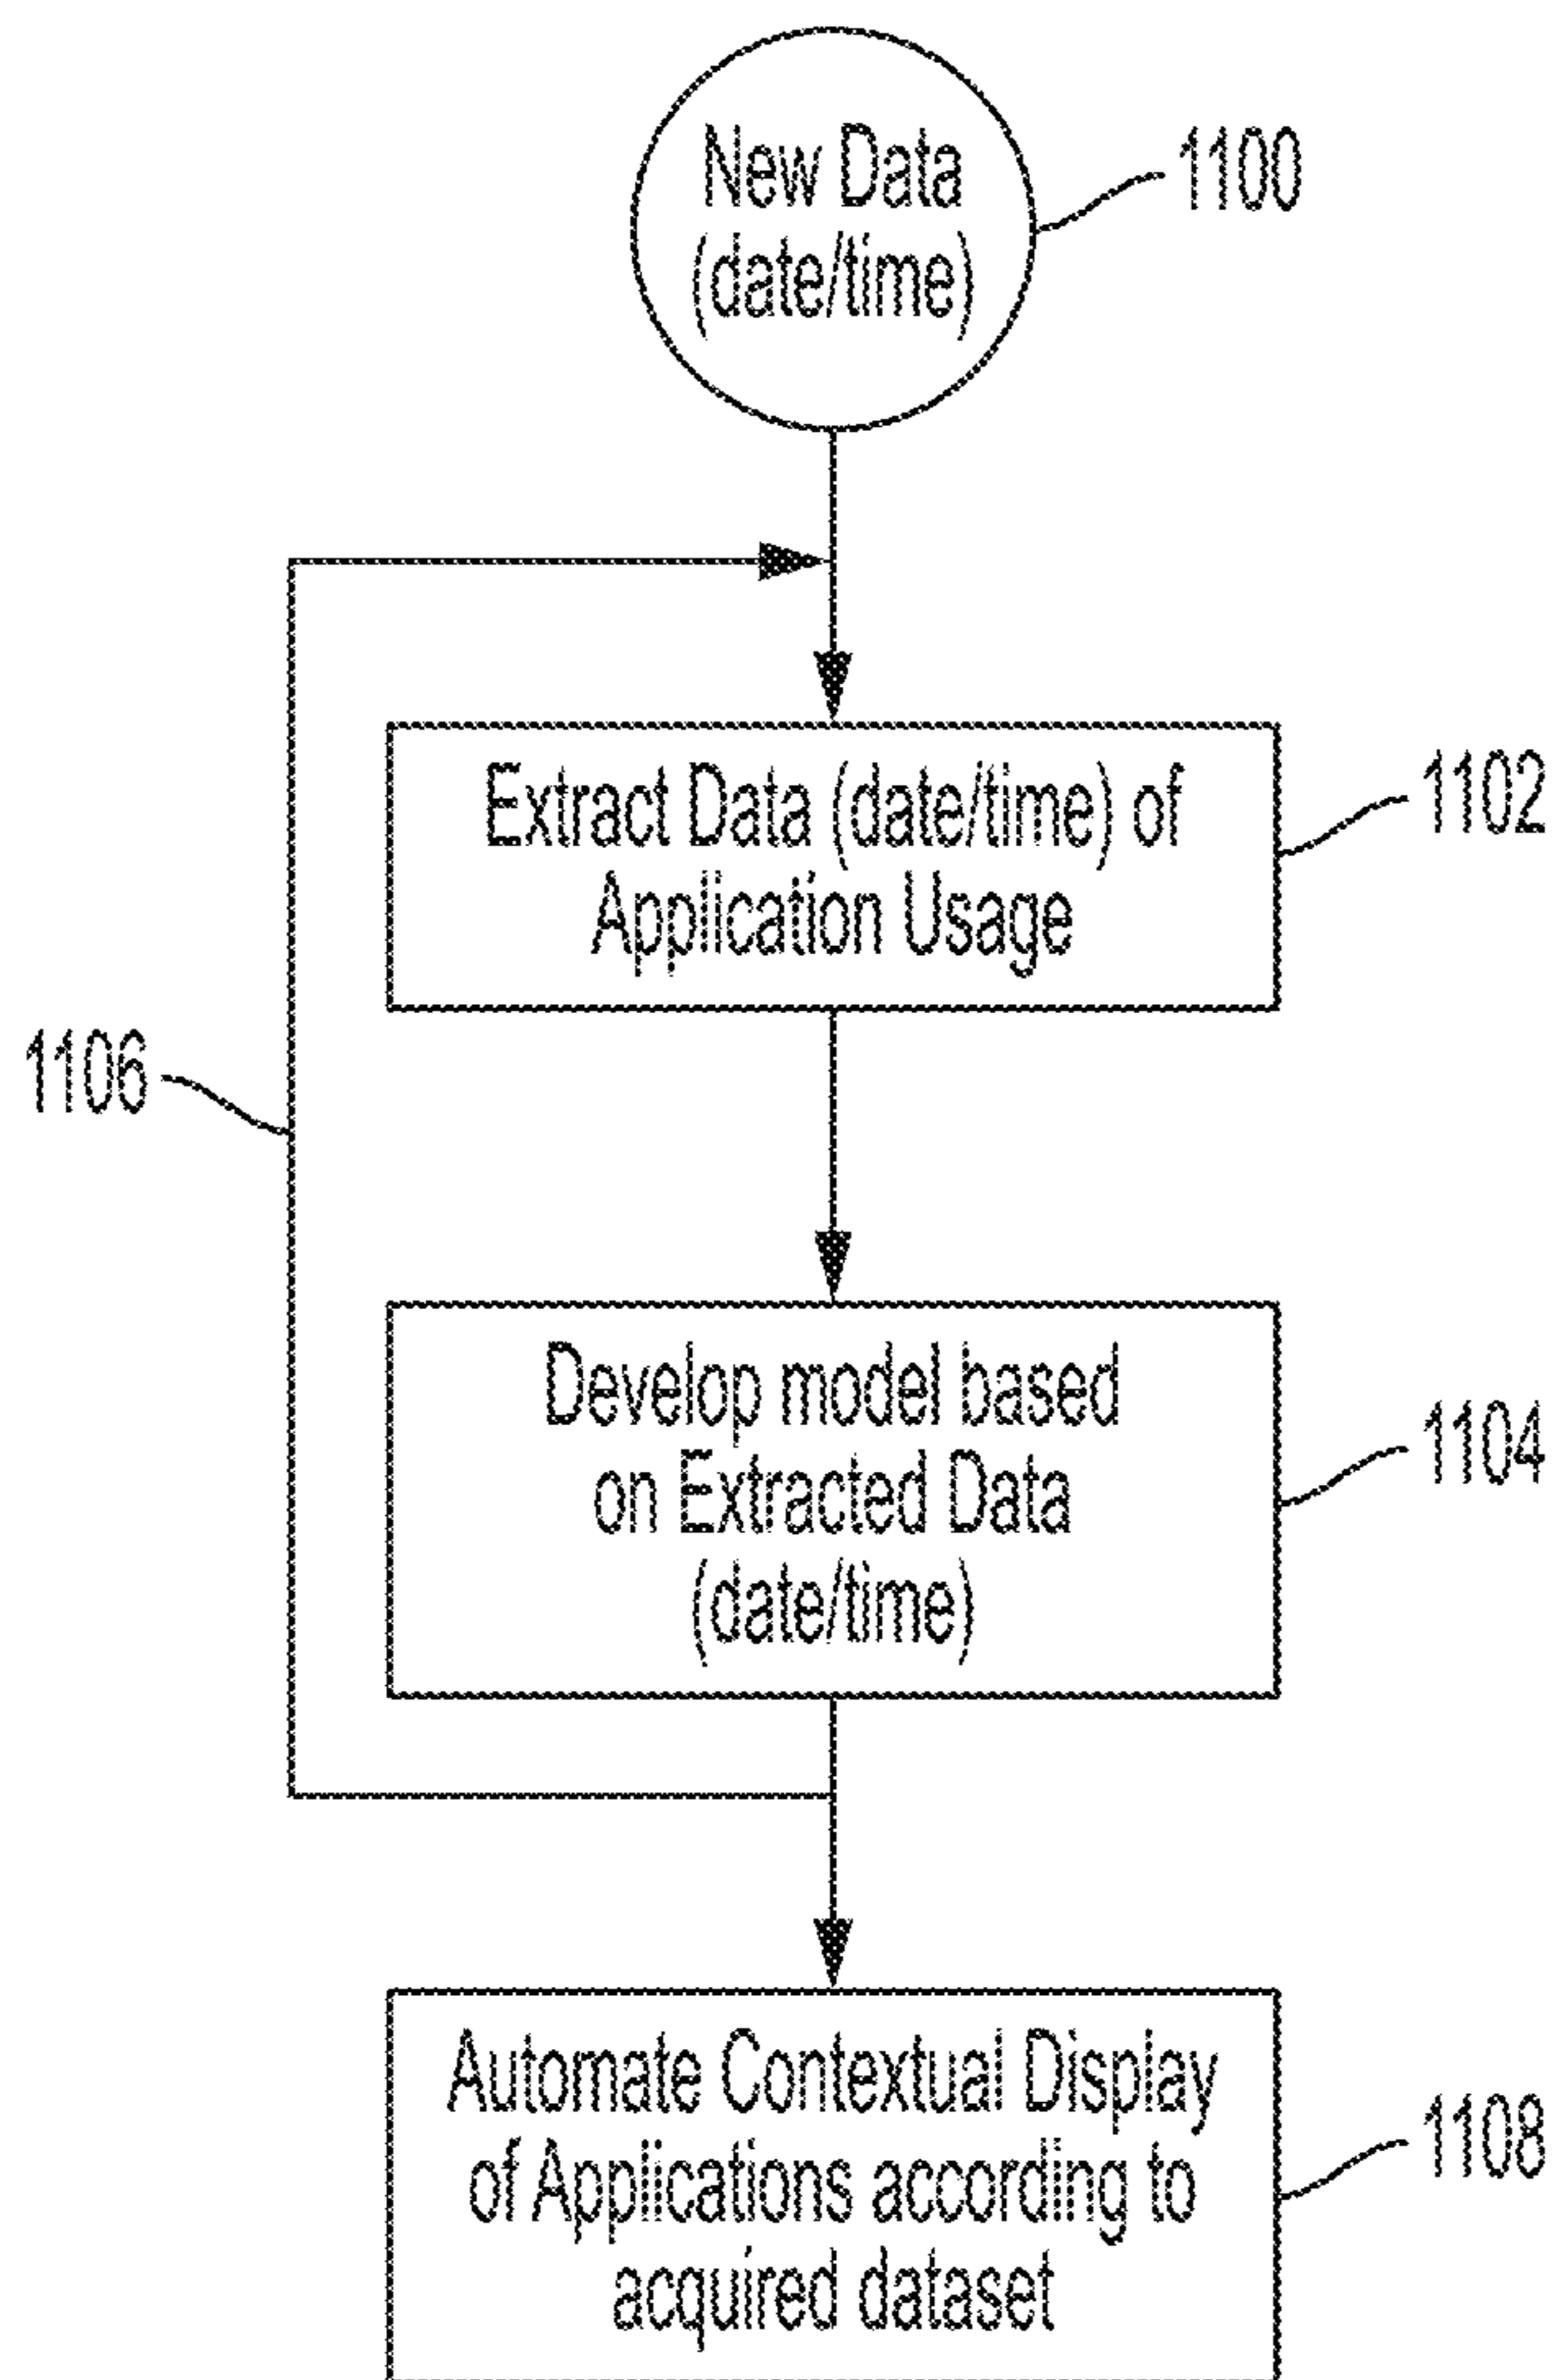 New Data
(date/time)
1100
Extract Data (date/time) of
Application Usage
1102
1106
Develop model based
on Extracted Data
(date/time)
1104
Automate Contextual Display
of Applications according to
acquired dataset
1108